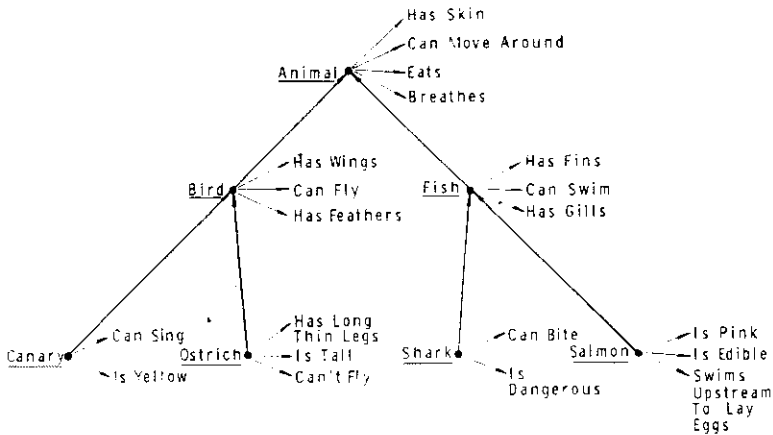 Has Skin
Can Move Around
Animal
Eats
Breathes
Has Wings
Bird
Can Fly
Has Feathers
Has Fins
Fish
Can Swim
Has Gills
Canary
Can Sing
Is Yellow
Ostrich
Has Long
Thin Legs
Is Tall
Can't Fly
Shark
Can Bite
Is
Dangerous
Salmon
Is Pink
Is Edible
Swims
Upstream
To Lay
Eggs